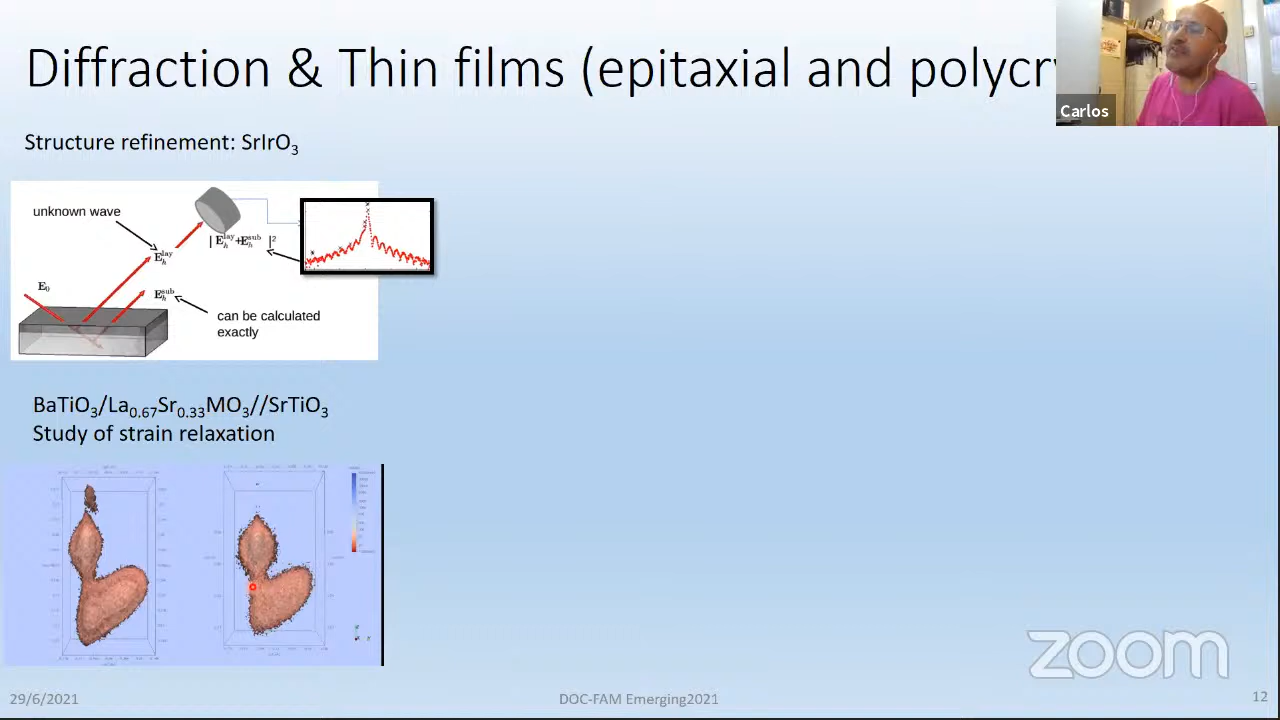 Diffraction & Thin films (epitaxial and polycry
Carlos
Structure refinement: SrIrO₃
unknown wave
E₀
E_h^lay
E_h^sub
| E_h^lay+E_h^sub |²
can be calculated
exactly
BaTiO₃/La₀.₆₇Sr₀.₃₃MO₃//SrTiO₃
Study of strain relaxation
zoom
29/6/2021
DOC-FAM Emerging2021
12